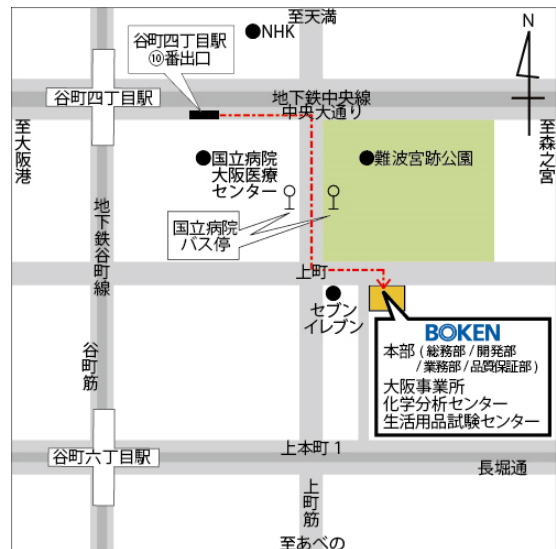 至天満
N
●NHK
谷町四丁目駅
⑩番出口
谷町四丁目駅
地下鉄中央線
中央大通り
至大阪港
至森之宮
●国立病院
大阪医療
センター
●難波宮跡公園
国立病院
バス停
地下鉄谷町線
上町
セブン
イレブン
BOKEN
本部(総務部/開発部
/業務部/品質保証部)
大阪事業所
化学分析センター
生活用品試験センター
谷町筋
谷町六丁目駅
上本町1
長堀通
上町筋
至あべの